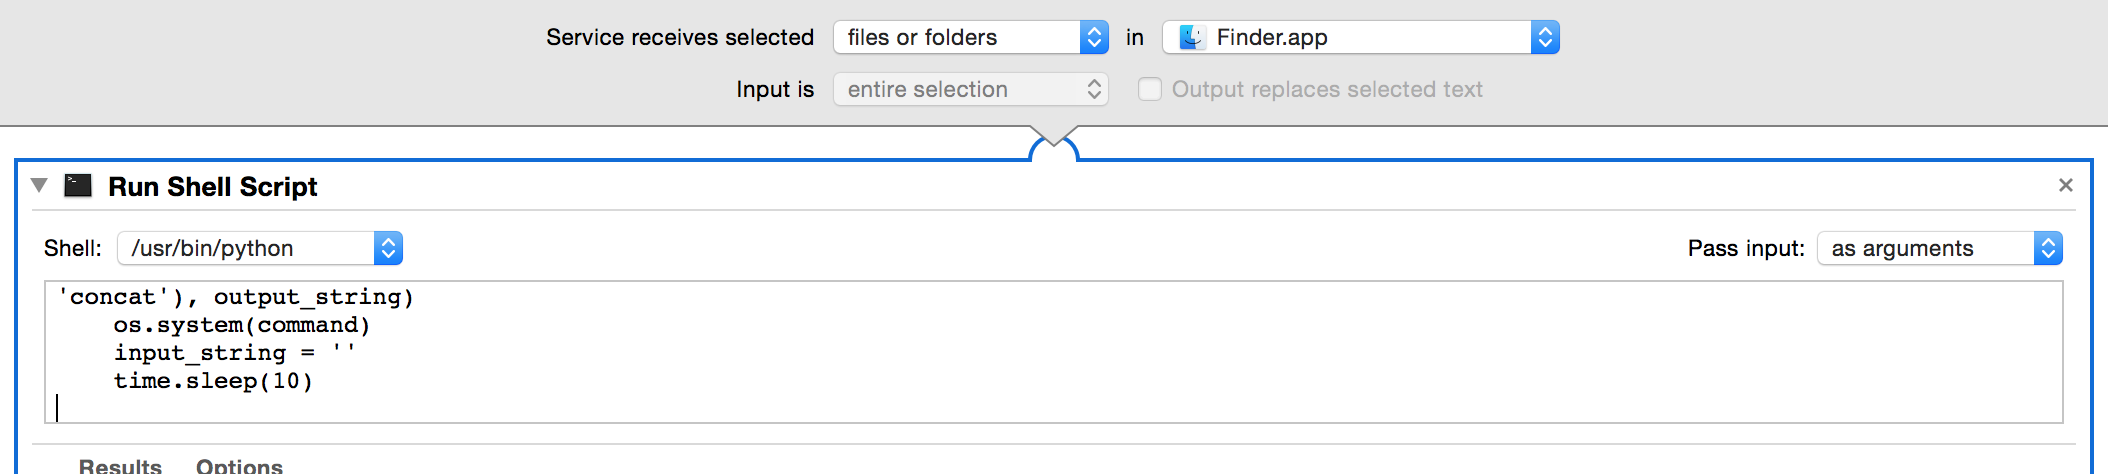 Service receives selected files or folders in Finder.app
Input is entire selection Output replaces selected text
Run Shell Script
Shell: /usr/bin/python Pass input: as arguments
'concat'), output_string)
    os.system(command)
    input_string = ''
    time.sleep(10)
Results Options